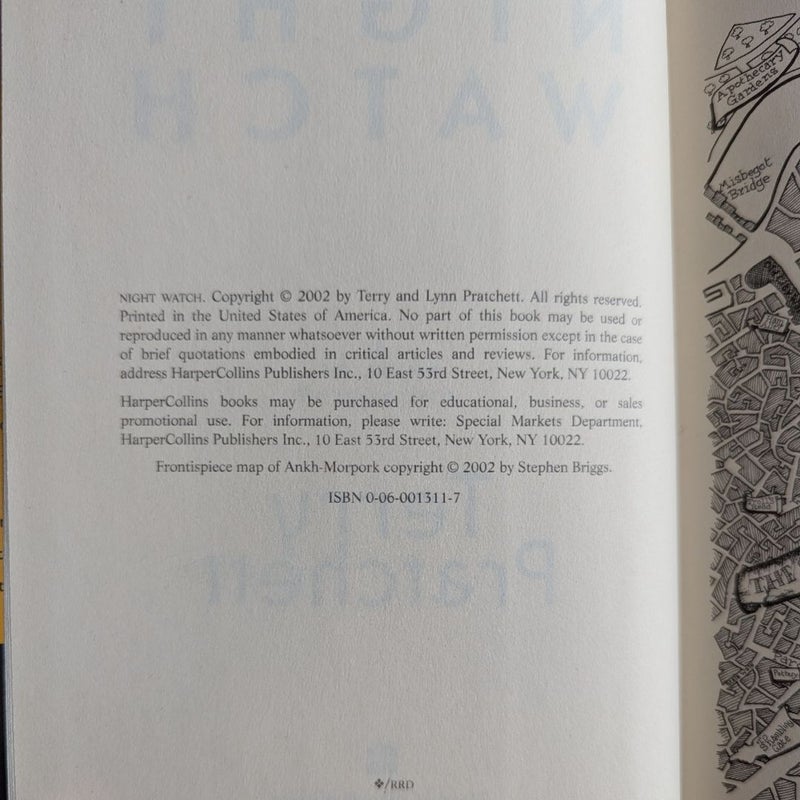 NIGHT WATCH. Copyright © 2002 by Terry and Lynn Pratchett. All rights reserved.
Printed in the United States of America. No part of this book may be used or
reproduced in any manner whatsoever without written permission except in the case
of brief quotations embodied in critical articles and reviews. For information,
address HarperCollins Publishers Inc., 10 East 53rd Street, New York, NY 10022.
HarperCollins books may be purchased for educational, business, or sales
promotional use. For information, please write: Special Markets Department,
HarperCollins Publishers Inc., 10 East 53rd Street, New York, NY 10022.
Frontispiece map of Ankh-Morpork copyright © 2002 by Stephen Briggs.
ISBN 0-06-001311-7
❖/RRD
NIGHT
WATCH
Terry
Pratchett
Apothecary
Gardens
Misbegot
Bridge
THE